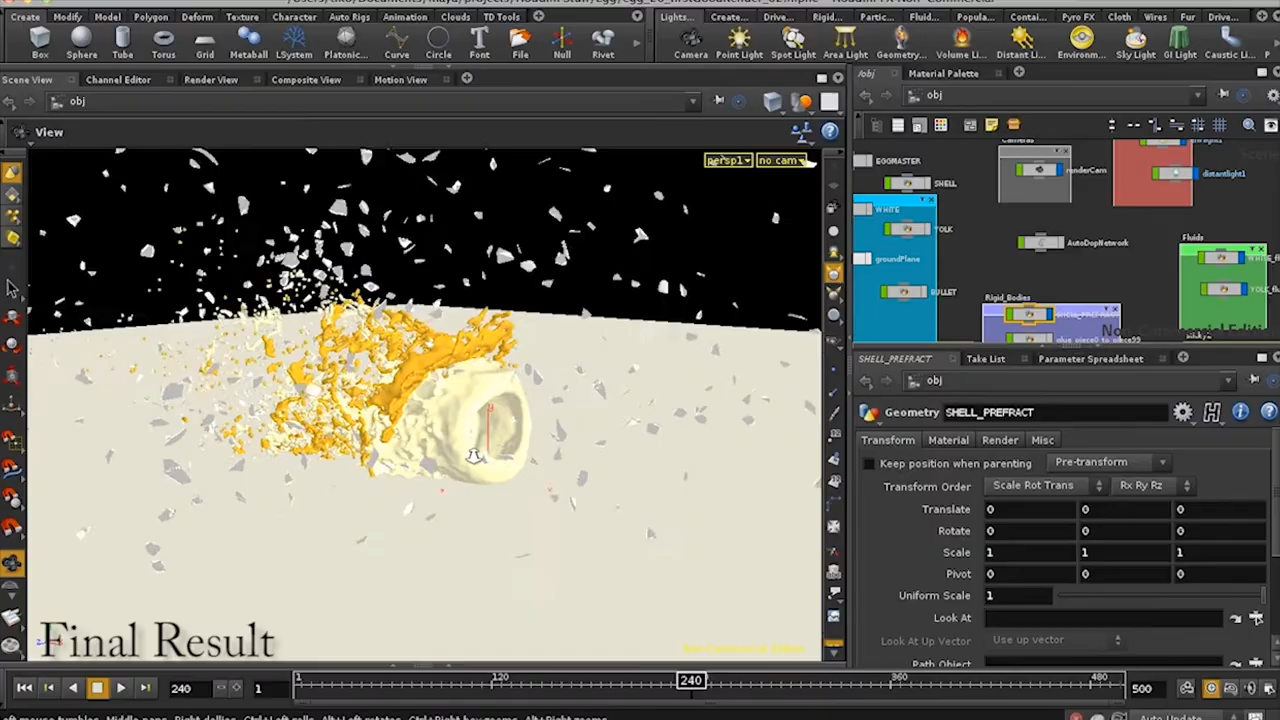 Create Modify Model Polygon Deform Texture Character Auto Rigs Animation Clouds TD Tools
Lights... Create... Drive... Rigid... Partic... Fluid... Popula... Contai... Pyro FX Cloth Wires Fur Drive...
Box Sphere Tube Torus Grid Metaball LSystem Platonic... Curve Circle Font File Null Rivet
Camera Point Light Spot Light Area Light Geometry... Volume Li... Distant Li... Environm... Sky Light GI Light Caustic Li...
Scene View Channel Editor Render View Composite View Motion View
/obj Material Palette
obj
obj
View
persp1 no cam
EGGMASTER
SHELL
Cameras
renderCam
distantlight1
WHITE
YOLK
AutoDopNetwork
Fluids
groundPlane
BULLET
Rigid_Bodies
SHELL_PREFRACT Take List Parameter Spreadsheet
obj
Geometry SHELL_PREFRACT
Transform Material Render Misc
Keep position when parenting Pre-transform
Transform Order Scale Rot Trans Rx Ry Rz
Translate 0 0 0
Rotate 0 0 0
Scale 1 1 1
Pivot 0 0 0
Uniform Scale 1
Look At
Look At Up Vector Use up vector
Path Object
Final Result
240 1 1 120 240 360 480 500